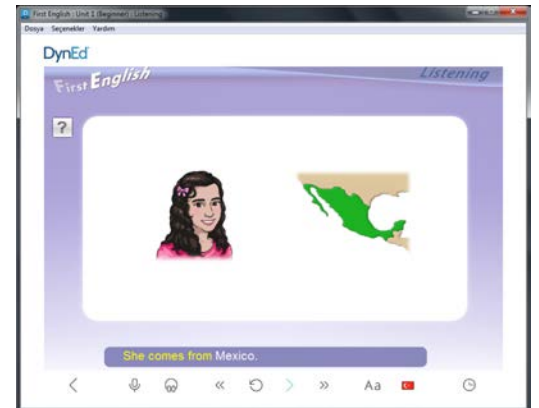 First English : Unit 1 (Beginner) : Listening
Dosya Seçenekler Yardım
DynEd
First English
Listening
?
She comes from Mexico.
Aa